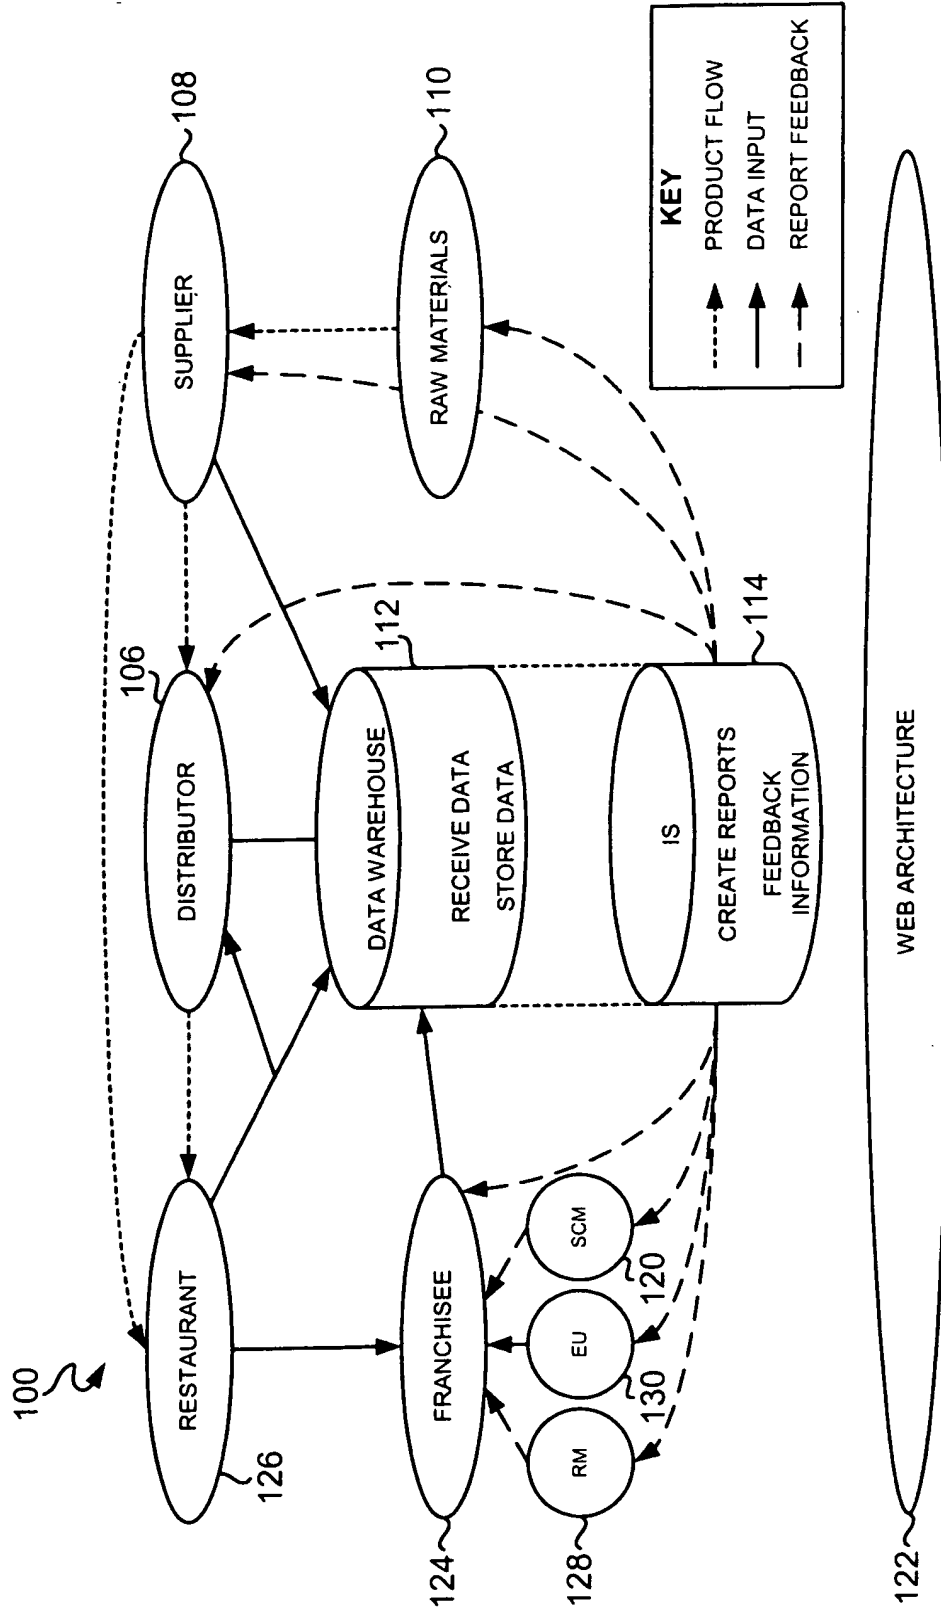 100
126
RESTAURANT
106
DISTRIBUTOR
108
SUPPLIER
124
FRANCHISEE
DATA WAREHOUSE
112
RECEIVE DATA
STORE DATA
RAW MATERIALS
110
128
RM
EU
130
SCM
120
IS
114
CREATE REPORTS
FEEDBACK
INFORMATION
KEY
PRODUCT FLOW
DATA INPUT
REPORT FEEDBACK
122
WEB ARCHITECTURE